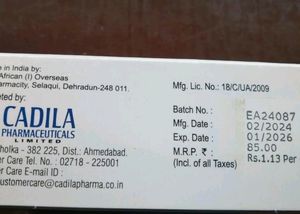 e in India by:
African (I) Overseas
harmacity, Selaqui, Dehradun-248 011.
eted by:
CADILA
PHARMACEUTICALS
LIMITED
holka - 382 225, Dist.: Ahmedabad.
er Care Tel. No.: 02718 - 225001
er Care E-mail ID :
customercare@cadilapharma.co.in
Mfg. Lic. No.: 18/C/UA/2009
Batch No. : EA24087
Mfg. Date : 02/2024
Exp. Date : 01/2026
M.R.P. ₹ : 85.00
(Incl. of all Taxes) Rs.1.13 Per